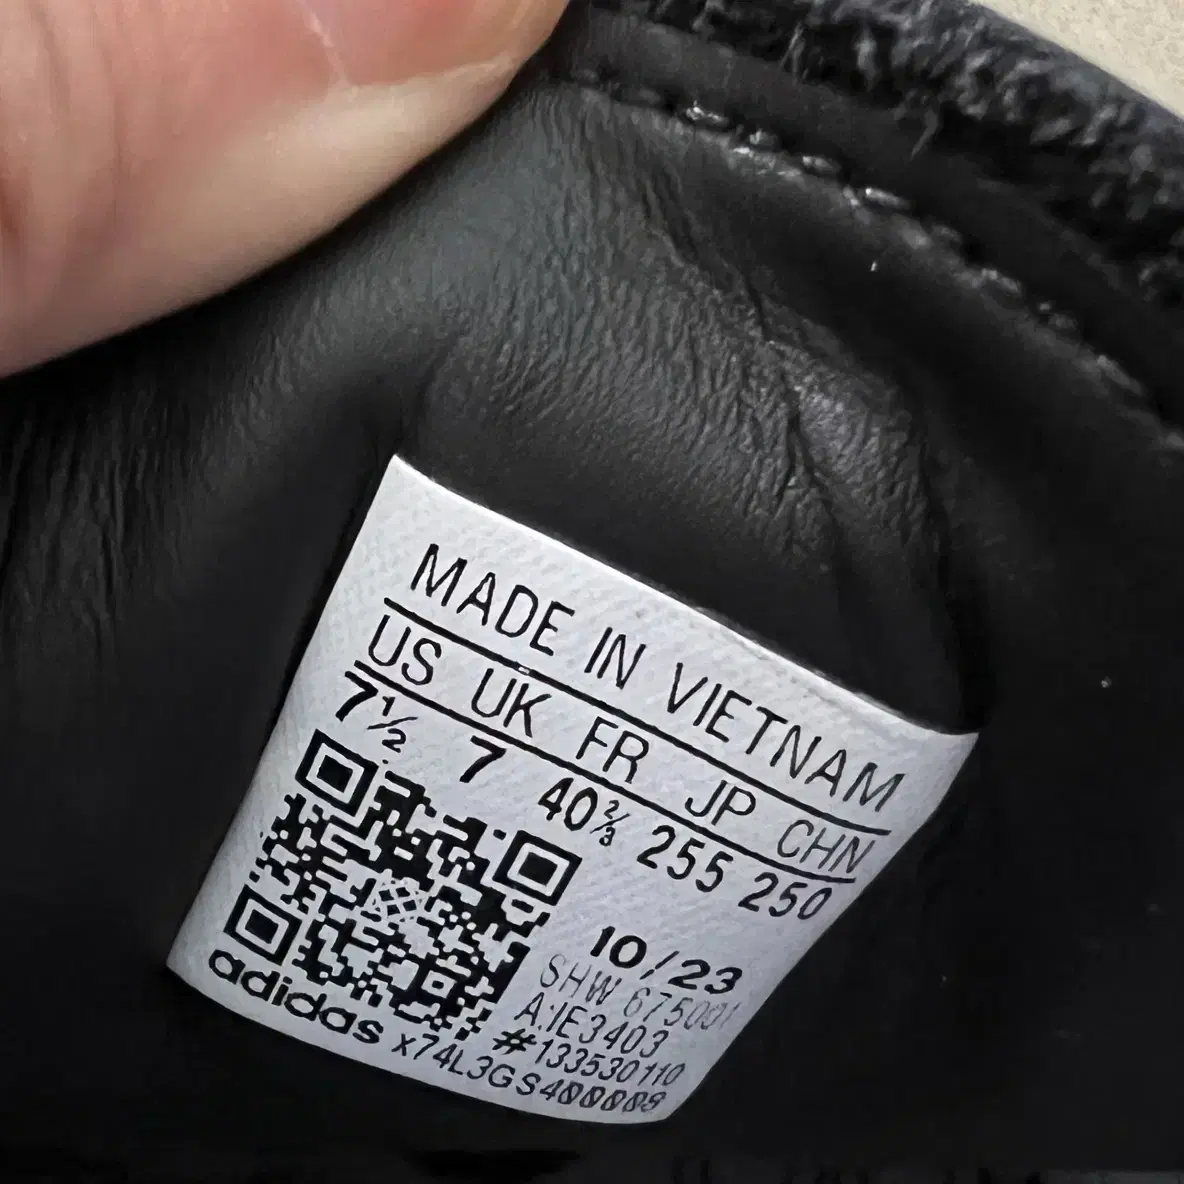 MADE IN VIETNAM
US UK FR JP CHN
7½ 7 40⅔ 255 250
10/23
SHW
A:IE3403
#133530110
adidas